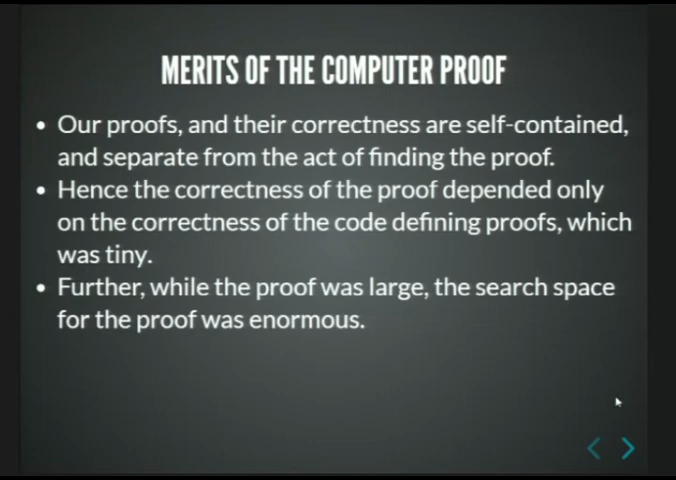 MERITS OF THE COMPUTER PROOF
• Our proofs, and their correctness are self-contained,
and separate from the act of finding the proof.
• Hence the correctness of the proof depended only
on the correctness of the code defining proofs, which
was tiny.
• Further, while the proof was large, the search space
for the proof was enormous.